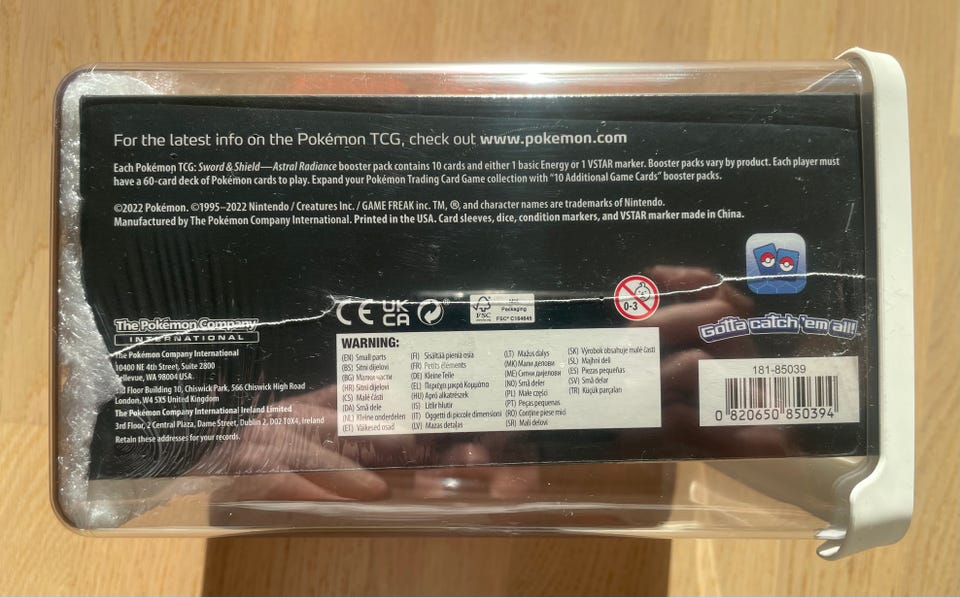 For the latest info on the Pokémon TCG, check out www.pokemon.com
Each Pokémon TCG: Sword & Shield—Astral Radiance booster pack contains 10 cards and either 1 basic Energy or 1 VSTAR marker. Booster packs vary by product. Each player must
have a 60-card deck of Pokémon cards to play. Expand your Pokémon Trading Card Game collection with "10 Additional Game Cards" booster packs.
©2022 Pokémon. ©1995–2022 Nintendo / Creatures Inc. / GAME FREAK inc. TM, ®, and character names are trademarks of Nintendo.
Manufactured by The Pokémon Company International. Printed in the USA. Card sleeves, dice, condition markers, and VSTAR marker made in China.
The Pokémon Company
INTERNATIONAL
The Pokémon Company International
10400 NE 4th Street, Suite 2800
Bellevue, WA 98004 USA.
3rd Floor Building 10, Chiswick Park, 566 Chiswick High Road
London, W4 5XS United Kingdom
The Pokémon Company International Ireland Limited
3rd Floor, 2 Central Plaza, Dame Street, Dublin 2, D02 T0X4, Ireland
Retain these addresses for your records.
CE UK
CA
FSC
MIX
Packaging
FSC® C164645
0-3
WARNING:
(EN) Small parts
(BS) Sitni dijelovi
(BG) Малки части
(HR) Sitni dijelovi
(CS) Malé části
(DA) Små dele
(NL) Kleine onderdelen
(ET) Väikesed osad
(FI) Sisältää pieniä osia
(FR) Petits éléments
(DE) Kleine Teile
(EL) Περιέχει μικρά Κομμάτια
(HU) Apró alkatrészek
(IS) Litlir hlutir
(IT) Oggetti di piccole dimensioni
(LV) Mazas detaļas
(LT) Mažus dalys
(MK) Мали делови
(ME) Sitni djelovi
(NO) Små deler
(PL) Małe części
(PT) Peças pequenas
(RO) Conține piese mici
(SR) Mali delovi
(SK) Výrobok obsahuje malé časti
(SL) Majhni deli
(ES) Piezas pequeñas
(SV) Små delar
(TR) Küçük parçaları
Gotta catch 'em all!
181-85039
0 820650 850394